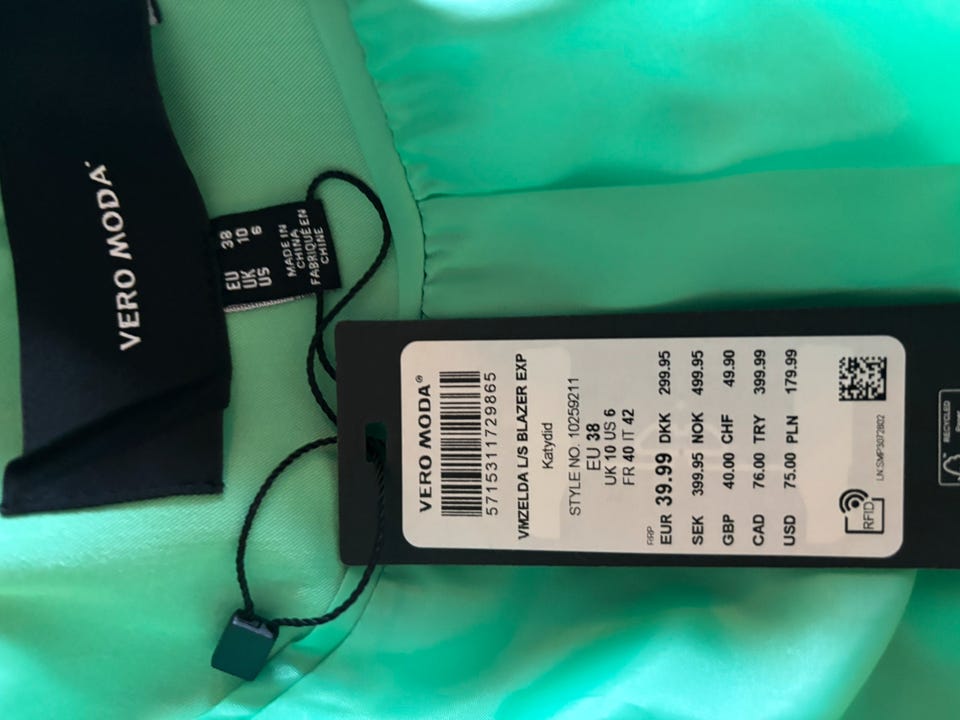 VERO MODA
EU 38
UK 10
US 6
MADE IN
CHINA
FABRIQUÉ EN
CHINE
VERO MODA®
5715311729865
VMZELDA L/S BLAZER EXP
Katydid
STYLE NO. 10259211
EU 38
UK 10 US 6
FR 40 IT 42
RRP
EUR 39.99 DKK 299.95
SEK 399.95 NOK 499.95
GBP 40.00 CHF 49.90
CAD 76.00 TRY 399.99
USD 75.00 PLN 179.99
RFID
LN:SMP3072802
RECYCLED